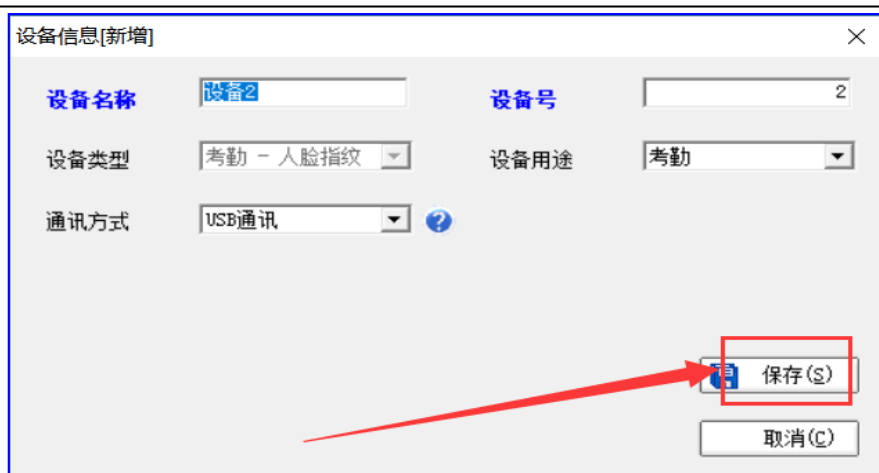 设备信息[新增]
设备名称 设备2 设备号 2
设备类型 考勤 - 人脸指纹 设备用途 考勤
通讯方式 USB通讯 ?
保存(S)
取消(C)